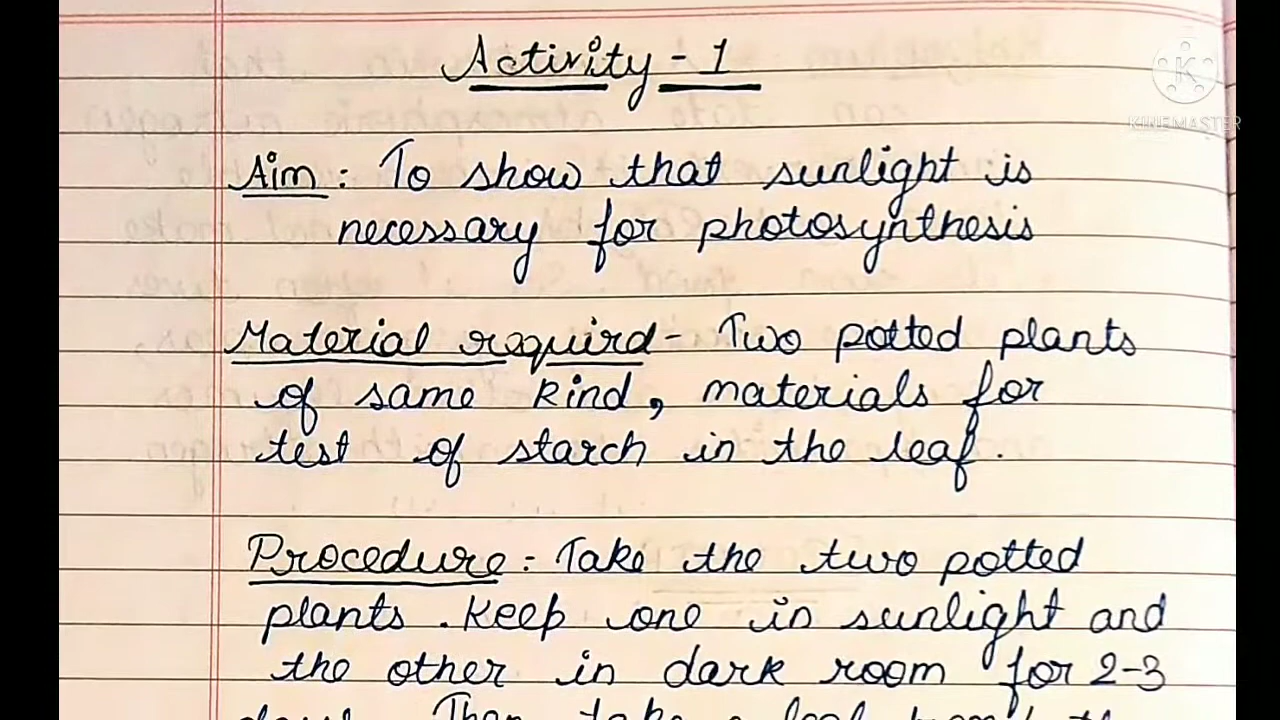 Activity - 1
Aim : To show that sunlight is
necessary for photosynthesis
Material requird - Two potted plants
of same kind, materials for
test of starch in the leaf.
Procedure : Take the two potted
plants. Keep one in sunlight and
the other in dark room for 2-3
K
KINEMASTER